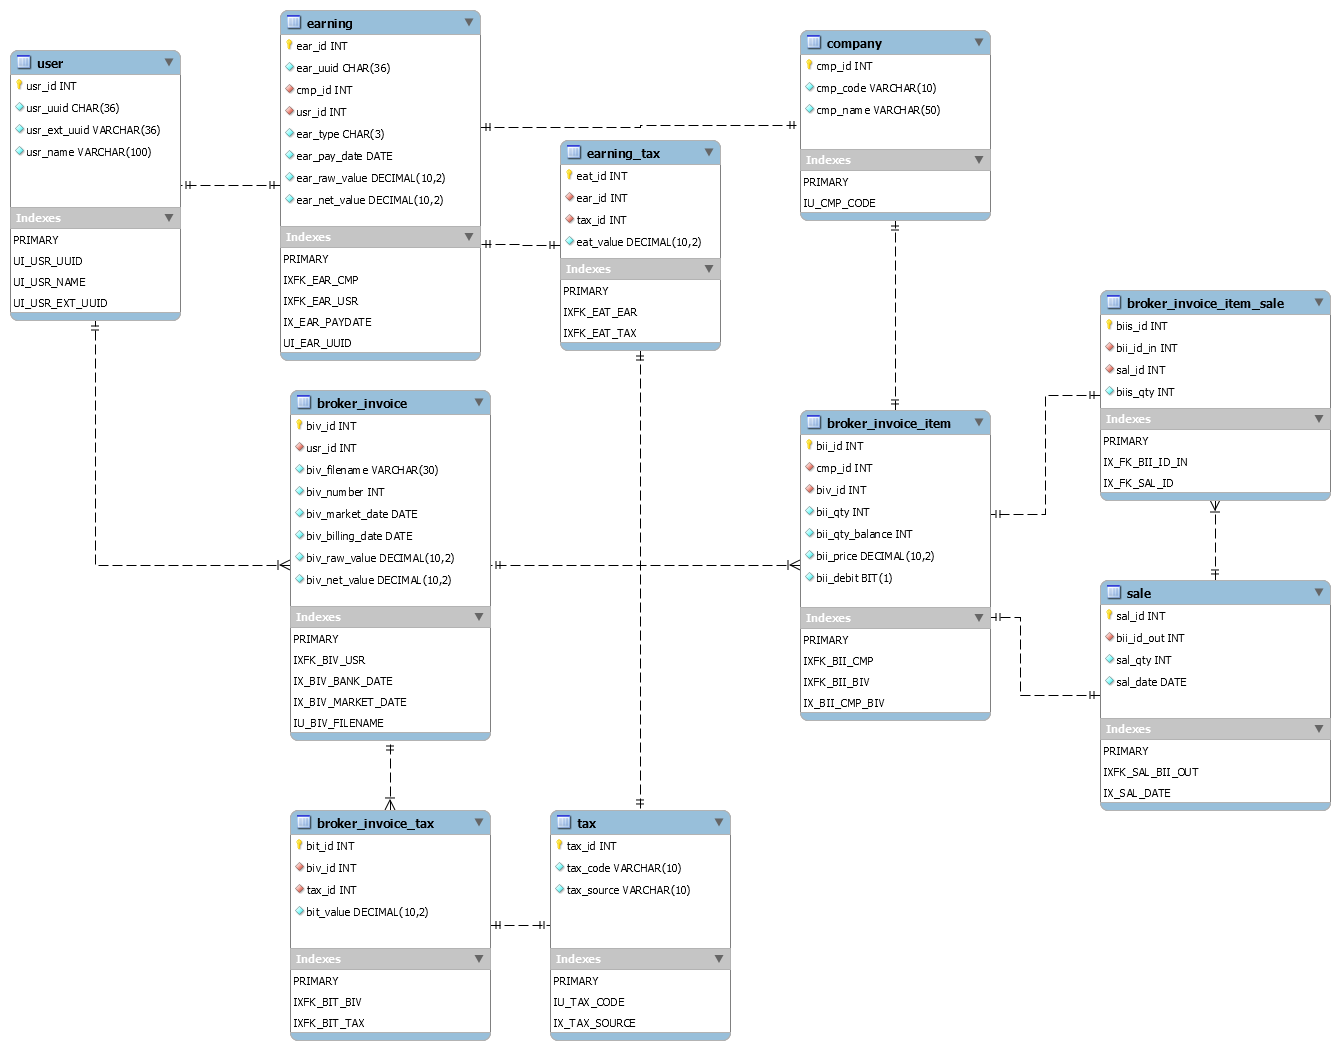 user
usr_id INT
usr_uuid CHAR(36)
usr_ext_uuid VARCHAR(36)
usr_name VARCHAR(100)
Indexes
PRIMARY
UI_USR_UUID
UI_USR_NAME
UI_USR_EXT_UUID
earning
ear_id INT
ear_uuid CHAR(36)
cmp_id INT
usr_id INT
ear_type CHAR(3)
ear_pay_date DATE
ear_raw_value DECIMAL(10,2)
ear_net_value DECIMAL(10,2)
Indexes
PRIMARY
IXFK_EAR_CMP
IXFK_EAR_USR
IX_EAR_PAYDATE
UI_EAR_UUID
earning_tax
eat_id INT
ear_id INT
tax_id INT
eat_value DECIMAL(10,2)
Indexes
PRIMARY
IXFK_EAT_EAR
IXFK_EAT_TAX
company
cmp_id INT
cmp_code VARCHAR(10)
cmp_name VARCHAR(50)
Indexes
PRIMARY
IU_CMP_CODE
broker_invoice
biv_id INT
usr_id INT
biv_filename VARCHAR(30)
biv_number INT
biv_market_date DATE
biv_billing_date DATE
biv_raw_value DECIMAL(10,2)
biv_net_value DECIMAL(10,2)
Indexes
PRIMARY
IXFK_BIV_USR
IX_BIV_BANK_DATE
IX_BIV_MARKET_DATE
IU_BIV_FILENAME
broker_invoice_item
bii_id INT
cmp_id INT
biv_id INT
bii_qty INT
bii_qty_balance INT
bii_price DECIMAL(10,2)
bii_debit BIT(1)
Indexes
PRIMARY
IXFK_BII_CMP
IXFK_BII_BIV
IX_BII_CMP_BIV
broker_invoice_item_sale
biis_id INT
bii_id_in INT
sal_id INT
biis_qty INT
Indexes
PRIMARY
IX_FK_BII_ID_IN
IX_FK_SAL_ID
sale
sal_id INT
bii_id_out INT
sal_qty INT
sal_date DATE
Indexes
PRIMARY
IXFK_SAL_BII_OUT
IX_SAL_DATE
broker_invoice_tax
bit_id INT
biv_id INT
tax_id INT
bit_value DECIMAL(10,2)
Indexes
PRIMARY
IXFK_BIT_BIV
IXFK_BIT_TAX
tax
tax_id INT
tax_code VARCHAR(10)
tax_source VARCHAR(10)
Indexes
PRIMARY
IU_TAX_CODE
IX_TAX_SOURCE